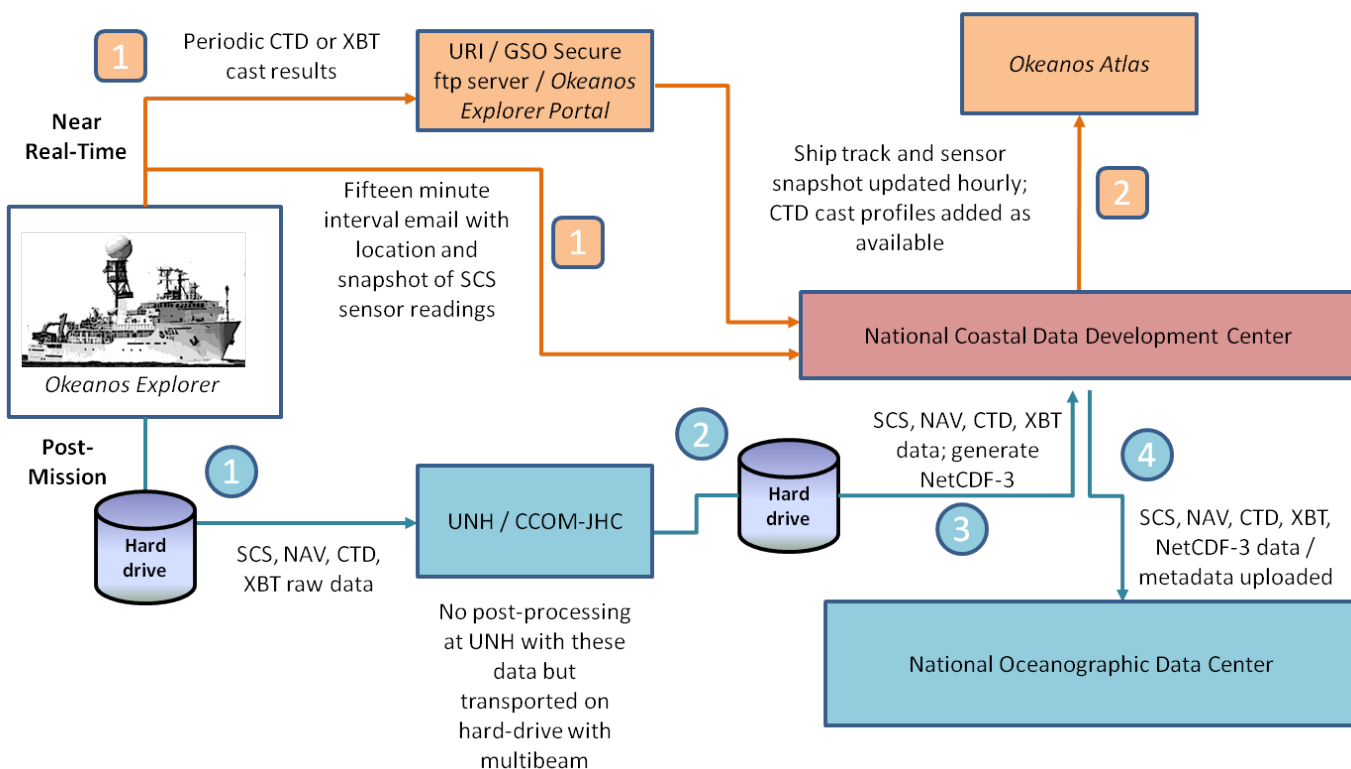 1
Periodic CTD or XBT
cast results
URI / GSO Secure
ftp server / Okeanos
Explorer Portal
Okeanos Atlas
Near
Real-Time
Fifteen minute
interval email with
location and
snapshot of SCS
sensor readings
1
Ship track and sensor
snapshot updated hourly;
CTD cast profiles added as
available
2
National Coastal Data Development Center
Okeanos Explorer
Post-
Mission
1
Hard
drive
SCS, NAV, CTD,
XBT raw data
UNH / CCOM-JHC
No post-processing
at UNH with these
data but
transported on
hard-drive with
multibeam
2
Hard
drive
SCS, NAV, CTD, XBT
data; generate
NetCDF-3
3
4
SCS, NAV, CTD, XBT,
NetCDF-3 data /
metadata uploaded
National Oceanographic Data Center